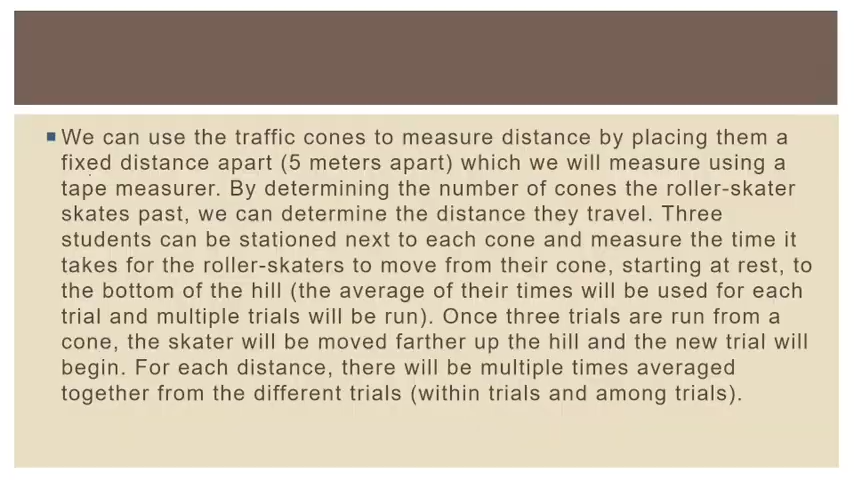 We can use the traffic cones to measure distance by placing them a
fixed distance apart (5 meters apart) which we will measure using a
tape measurer. By determining the number of cones the roller-skater
skates past, we can determine the distance they travel. Three
students can be stationed next to each cone and measure the time it
takes for the roller-skaters to move from their cone, starting at rest, to
the bottom of the hill (the average of their times will be used for each
trial and multiple trials will be run). Once three trials are run from a
cone, the skater will be moved farther up the hill and the new trial will
begin. For each distance, there will be multiple times averaged
together from the different trials (within trials and among trials).